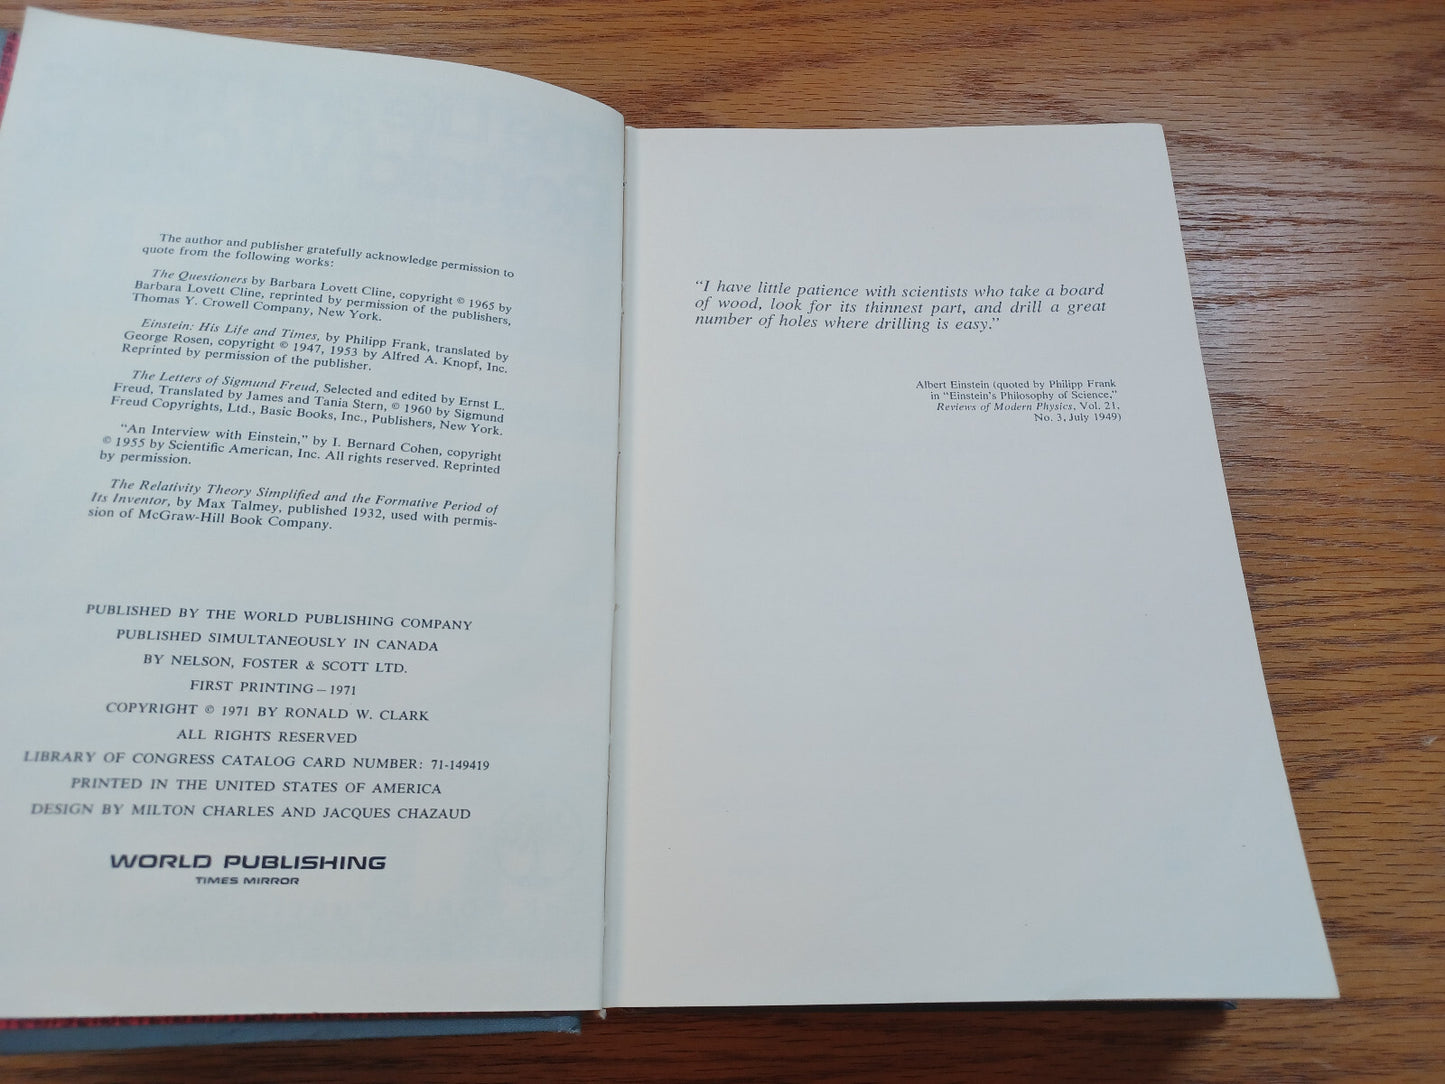 The author and publisher gratefully acknowledge permission to
quote from the following works:
The Questioners by Barbara Lovett Cline, copyright © 1965 by
Barbara Lovett Cline, reprinted by permission of the publishers,
Thomas Y. Crowell Company, New York.
Einstein: His Life and Times, by Philipp Frank, translated by
George Rosen, copyright © 1947, 1953 by Alfred A. Knopf, Inc.
Reprinted by permission of the publisher.
The Letters of Sigmund Freud, Selected and edited by Ernst L.
Freud, Translated by James and Tania Stern, © 1960 by Sigmund
Freud Copyrights, Ltd., Basic Books, Inc., Publishers, New York.
"An Interview with Einstein," by I. Bernard Cohen, copyright
© 1955 by Scientific American, Inc. All rights reserved. Reprinted
by permission.
The Relativity Theory Simplified and the Formative Period of
Its Inventor, by Max Talmey, published 1932, used with permis-
sion of McGraw-Hill Book Company.
PUBLISHED BY THE WORLD PUBLISHING COMPANY
PUBLISHED SIMULTANEOUSLY IN CANADA
BY NELSON, FOSTER & SCOTT LTD.
FIRST PRINTING—1971
COPYRIGHT © 1971 BY RONALD W. CLARK
ALL RIGHTS RESERVED
LIBRARY OF CONGRESS CATALOG CARD NUMBER: 71-149419
PRINTED IN THE UNITED STATES OF AMERICA
DESIGN BY MILTON CHARLES AND JACQUES CHAZAUD
WORLD PUBLISHING
TIMES MIRROR
"I have little patience with scientists who take a board
of wood, look for its thinnest part, and drill a great
number of holes where drilling is easy."
Albert Einstein (quoted by Philipp Frank
in "Einstein's Philosophy of Science,"
Reviews of Modern Physics, Vol. 21,
No. 3, July 1949)